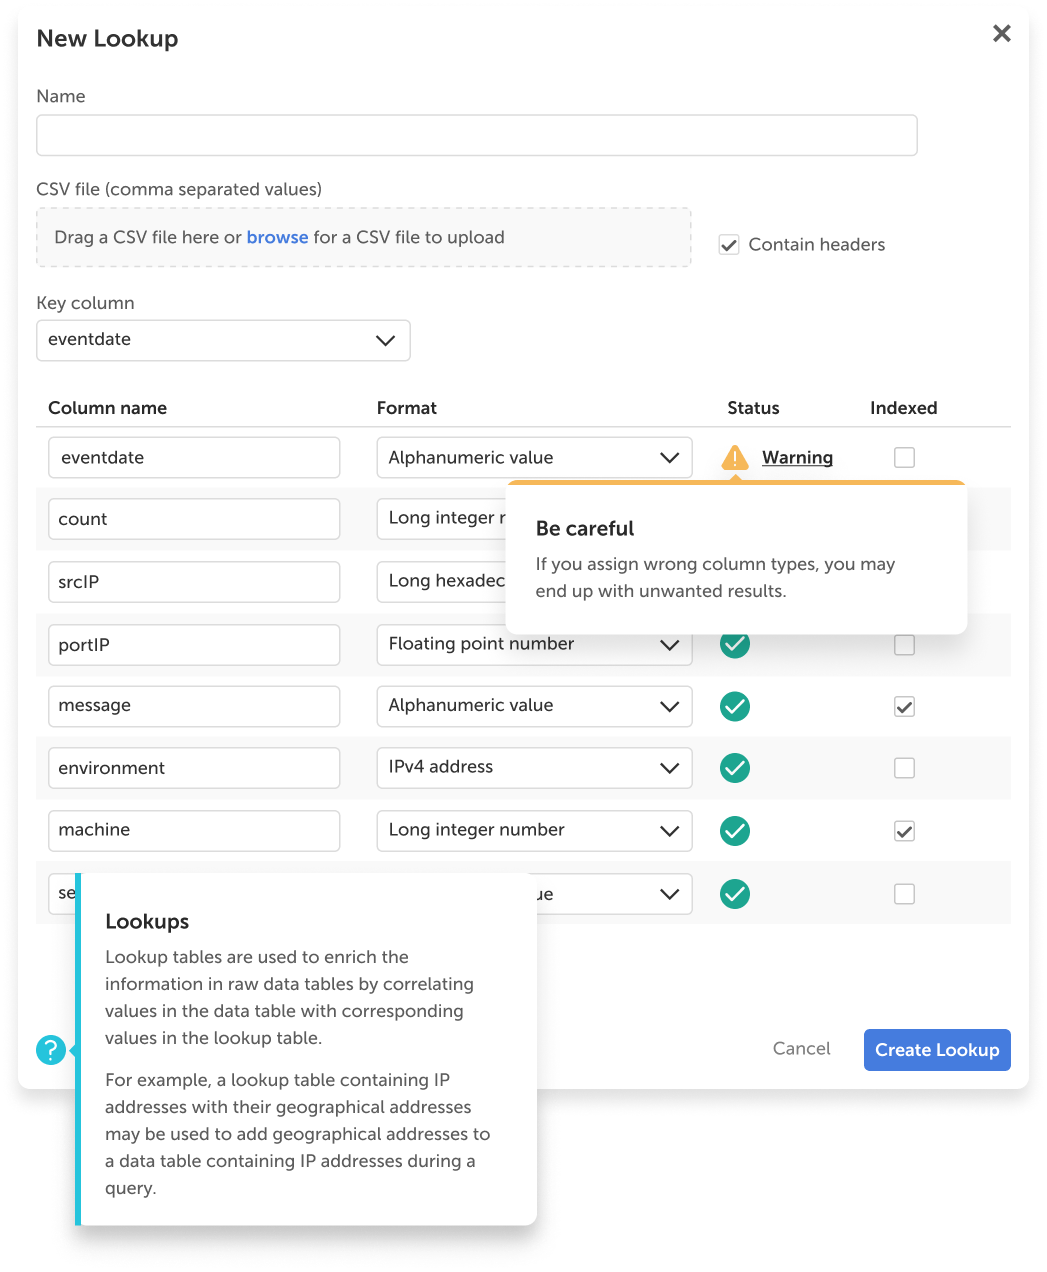 New Lookup
Name
CSV file (comma separated values)
Drag a CSV file here or browse for a CSV file to upload
Contain headers
Key column
eventdate
Column name Format Status Indexed
eventdate Alphanumeric value Warning
count Long integer
Be careful
srcIP
If you assign wrong column types, you may
end up with unwanted results.
portIP Floating point number
message Alphanumeric value
environment IPv4 address
machine Long integer number
Lookups
Lookup tables are used to enrich the
information in raw data tables by correlating
values in the data table with corresponding
values in the lookup table.
For example, a lookup table containing IP
addresses with their geographical addresses
may be used to add geographical addresses to
a data table containing IP addresses during a
query.
?
Cancel Create Lookup